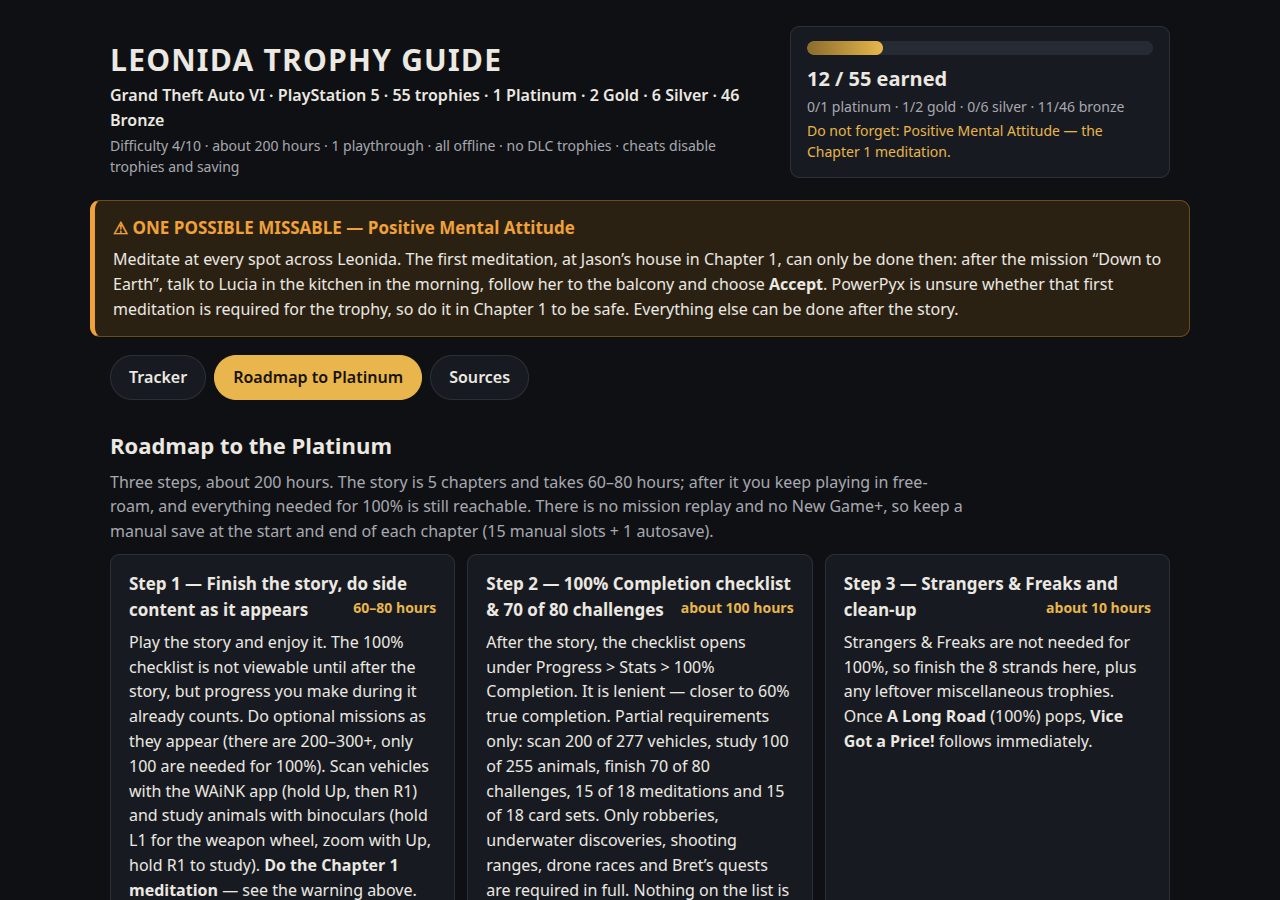 LEONIDA TROPHY GUIDE
Grand Theft Auto VI · PlayStation 5 · 55 trophies · 1 Platinum · 2 Gold · 6 Silver · 46
Bronze
Difficulty 4/10 · about 200 hours · 1 playthrough · all offline · no DLC trophies · cheats disable
trophies and saving
12 / 55 earned
0/1 platinum · 1/2 gold · 0/6 silver · 11/46 bronze
Do not forget: Positive Mental Attitude — the
Chapter 1 meditation.
⚠ ONE POSSIBLE MISSABLE — Positive Mental Attitude
Meditate at every spot across Leonida. The first meditation, at Jason’s house in Chapter 1, can only be done then: after the mission “Down to
Earth”, talk to Lucia in the kitchen in the morning, follow her to the balcony and choose Accept. PowerPyx is unsure whether that first
meditation is required for the trophy, so do it in Chapter 1 to be safe. Everything else can be done after the story.
Tracker
Roadmap to Platinum
Sources
Roadmap to the Platinum
Three steps, about 200 hours. The story is 5 chapters and takes 60–80 hours; after it you keep playing in free-
roam, and everything needed for 100% is still reachable. There is no mission replay and no New Game+, so keep a
manual save at the start and end of each chapter (15 manual slots + 1 autosave).
Step 1 — Finish the story, do side
content as it appears 60–80 hours
Play the story and enjoy it. The 100%
checklist is not viewable until after the
story, but progress you make during it
already counts. Do optional missions as
they appear (there are 200–300+, only
100 are needed for 100%). Scan vehicles
with the WAiNK app (hold Up, then R1)
and study animals with binoculars (hold
L1 for the weapon wheel, zoom with Up,
hold R1 to study). Do the Chapter 1
meditation — see the warning above.
Step 2 — 100% Completion checklist
& 70 of 80 challenges about 100 hours
After the story, the checklist opens
under Progress > Stats > 100%
Completion. It is lenient — closer to 60%
true completion. Partial requirements
only: scan 200 of 277 vehicles, study 100
of 255 animals, finish 70 of 80
challenges, 15 of 18 meditations and 15
of 18 card sets. Only robberies,
underwater discoveries, shooting
ranges, drone races and Bret’s quests
are required in full. Nothing on the list is
Step 3 — Strangers & Freaks and
clean-up about 10 hours
Strangers & Freaks are not needed for
100%, so finish the 8 strands here, plus
any leftover miscellaneous trophies.
Once A Long Road (100%) pops, Vice
Got a Price! follows immediately.